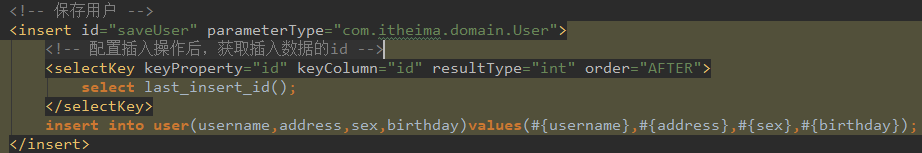 <!-- 保存用户 -->
<insert id="saveUser" parameterType="com.itheima.domain.User">
<!-- 配置插入操作后，获取插入数据的id -->
<selectKey keyProperty="id" keyColumn="id" resultType="int" order="AFTER">
select last_insert_id();
</selectKey>
insert into user(username,address,sex,birthday)values(#{username},#{address},#{sex},#{birthday});
</insert>